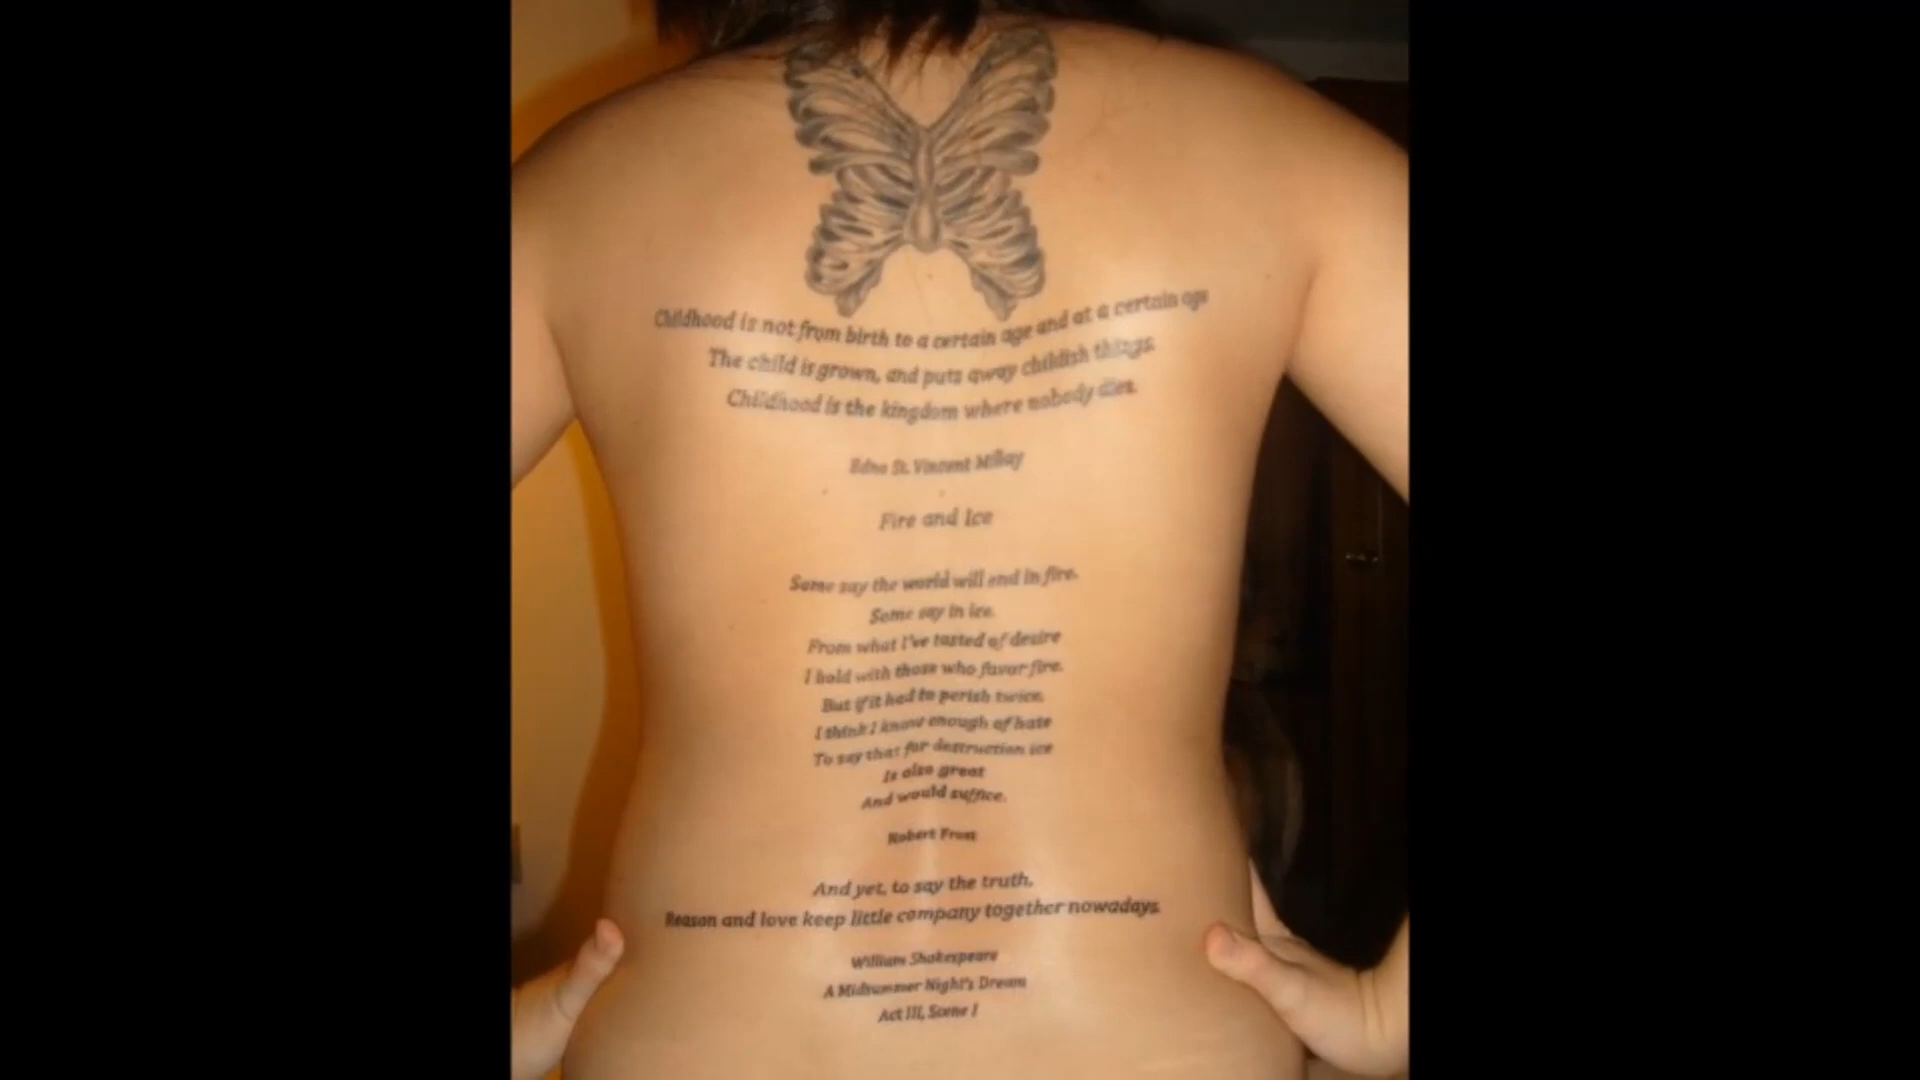 Childhood is not from birth to a certain age and at a certain age
The child is grown, and puts away childish things.
Childhood is the kingdom where nobody dies.
Edna St. Vincent Millay
Fire and Ice
Some say the world will end in fire.
Some say in ice.
From what I've tasted of desire
I hold with those who favor fire.
But if it had to perish twice,
I think I know enough of hate
To say that for destruction ice
Is also great
And would suffice.
Robert Frost
And yet, to say the truth,
Reason and love keep little company together nowadays.
William Shakespeare
A Midsummer Night's Dream
Act III, Scene I